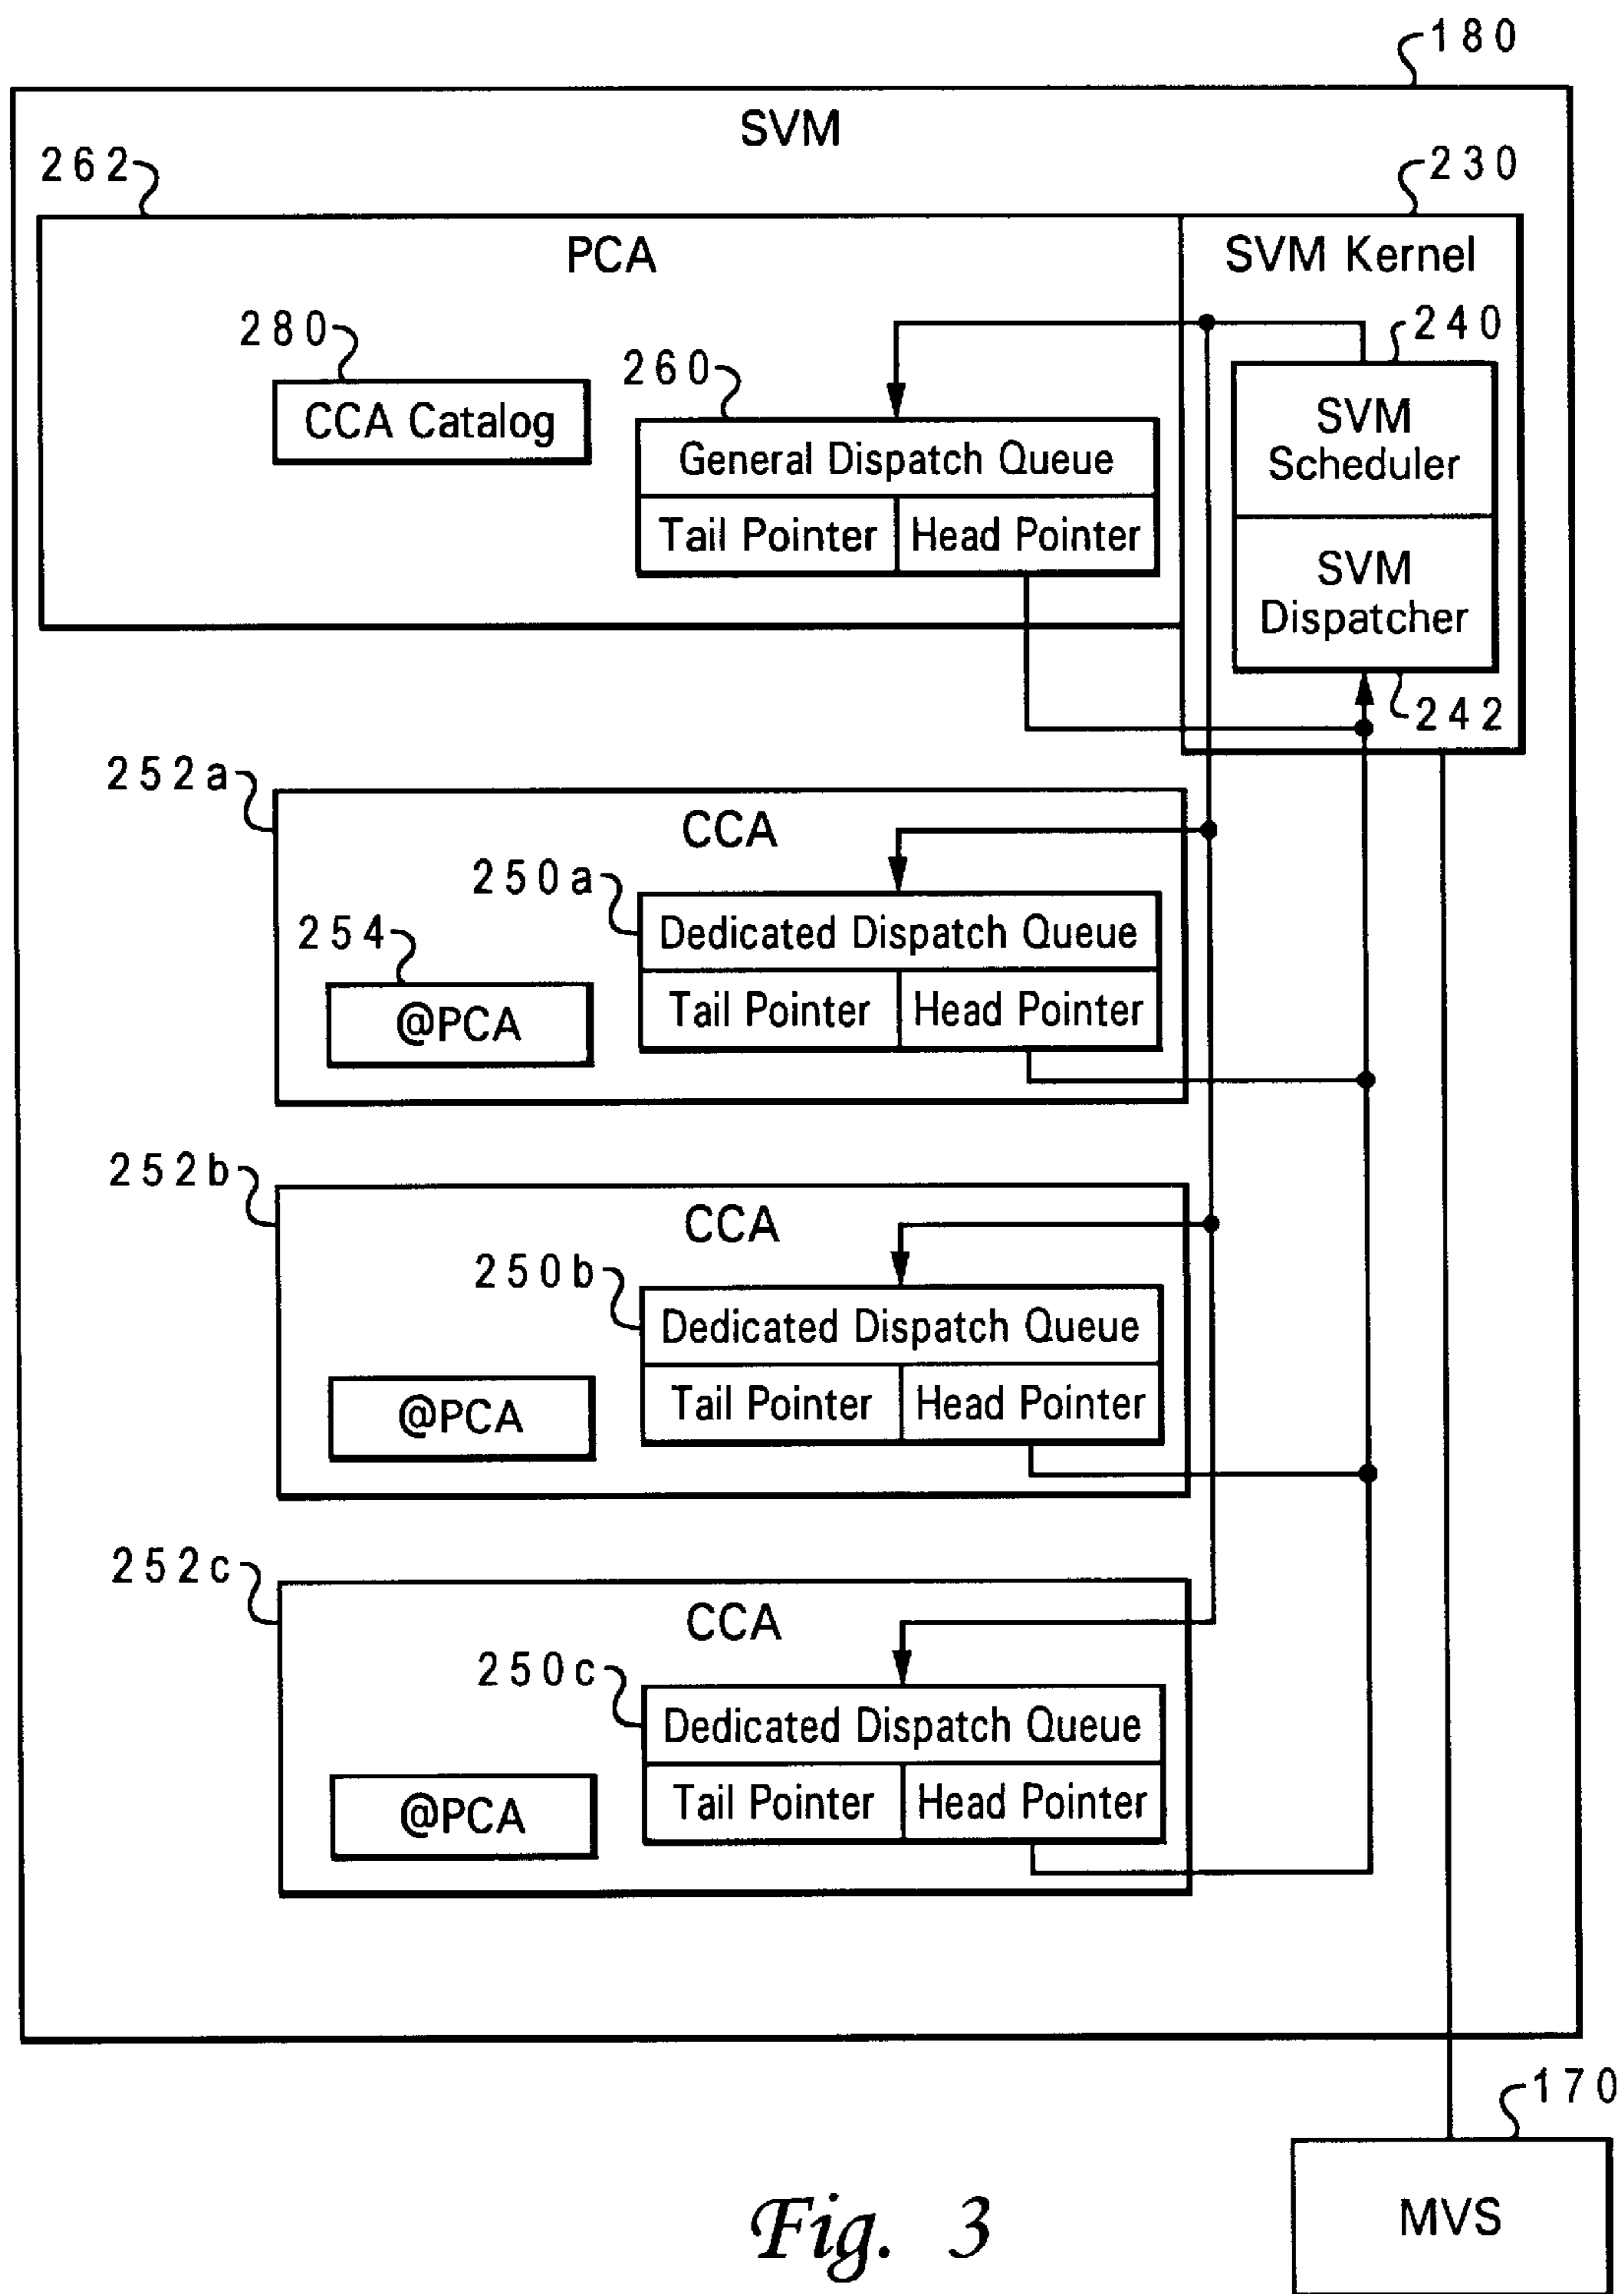 180
SVM
262
230
PCA
SVM Kernel
280
240
260
CCA Catalog
SVM
Scheduler
General Dispatch Queue
Tail Pointer
Head Pointer
SVM
Dispatcher
242
252a
CCA
250a
254
Dedicated Dispatch Queue
@PCA
Tail Pointer
Head Pointer
252b
CCA
250b
Dedicated Dispatch Queue
@PCA
Tail Pointer
Head Pointer
252c
CCA
250c
Dedicated Dispatch Queue
@PCA
Tail Pointer
Head Pointer
170
MVS
Fig. 3